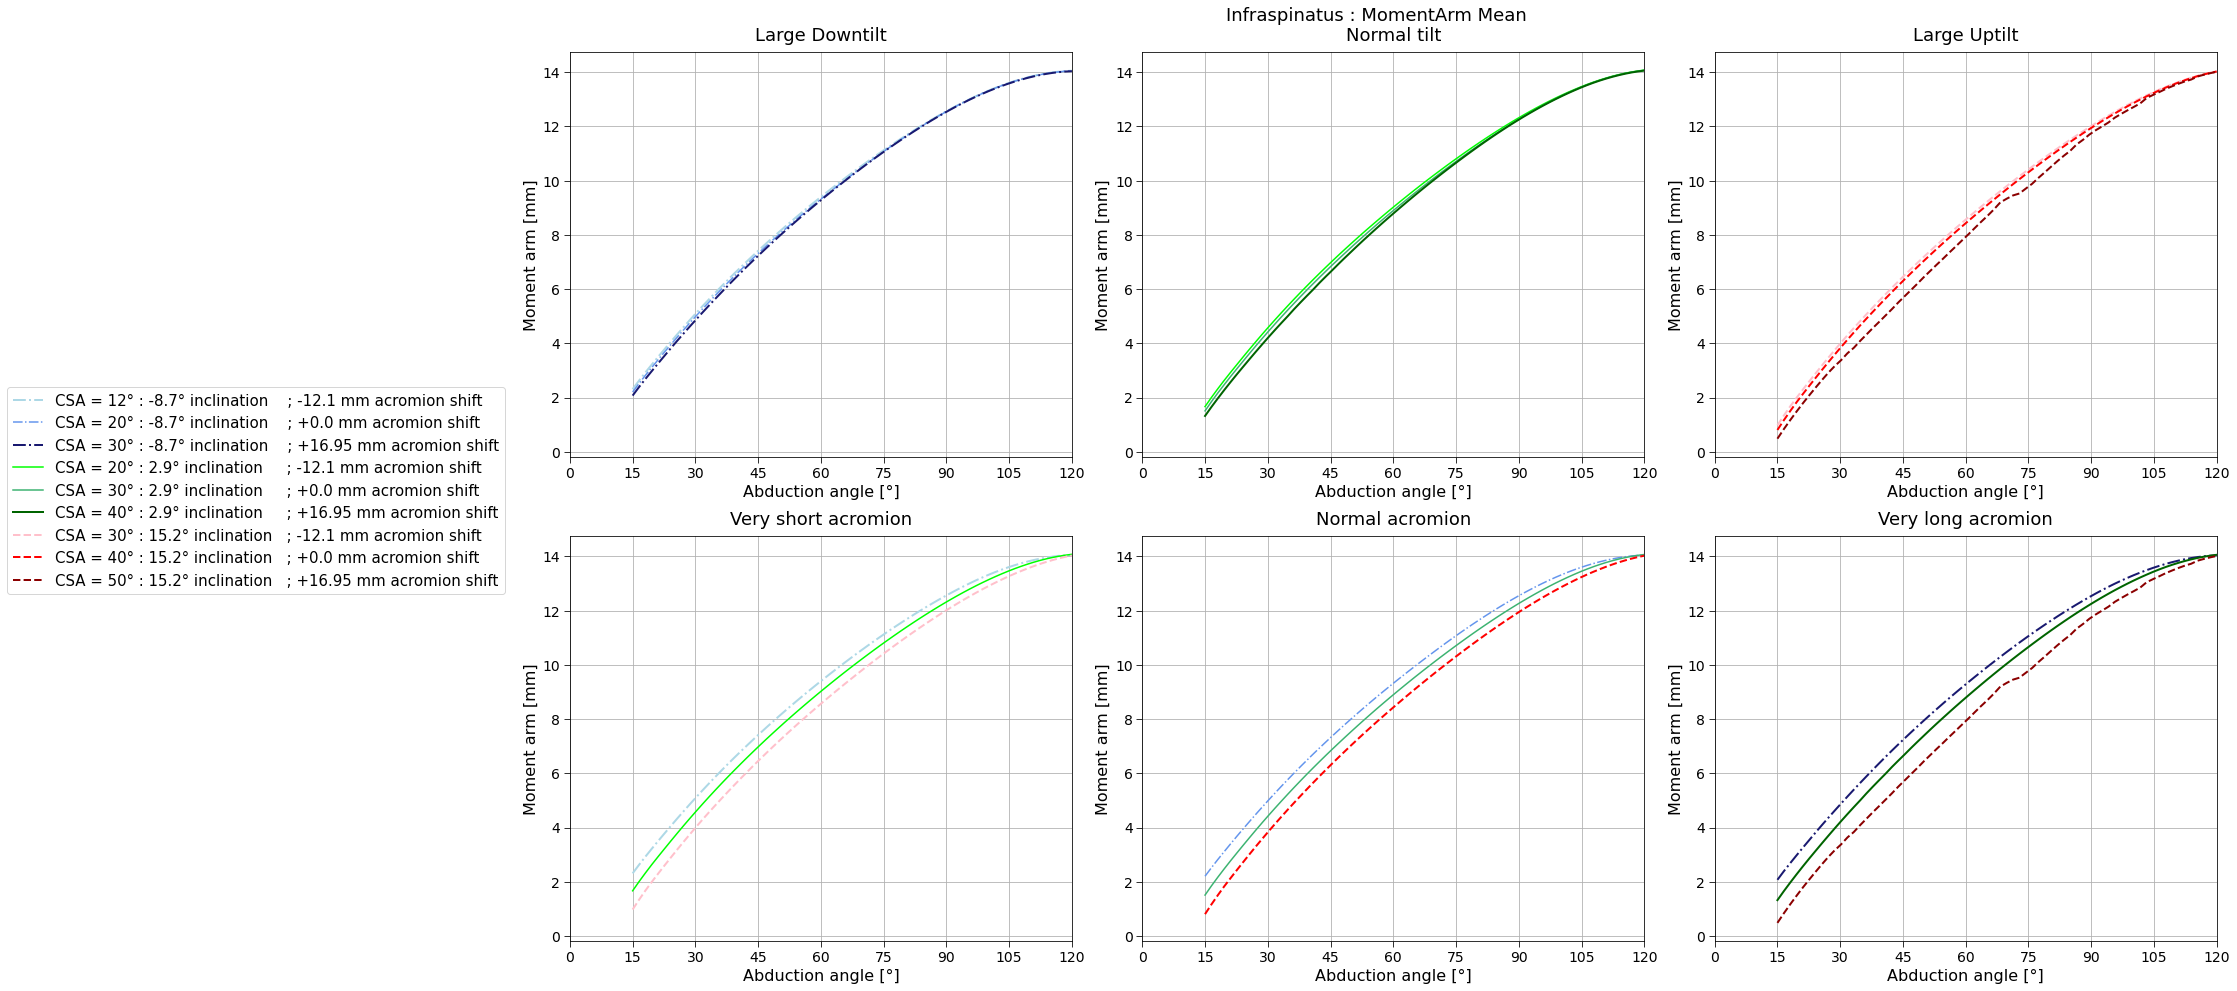 Infraspinatus : MomentArm Mean
Large Downtilt
Normal tilt
Large Uptilt
Moment arm [mm]
14
12
10
8
6
4
2
0
0 15 30 45 60 75 90 105 120
Abduction angle [°]
Moment arm [mm]
14
12
10
8
6
4
2
0
0 15 30 45 60 75 90 105 120
Abduction angle [°]
Moment arm [mm]
14
12
10
8
6
4
2
0
0 15 30 45 60 75 90 105 120
Abduction angle [°]
CSA = 12° : -8.7° inclination ; -12.1 mm acromion shift
CSA = 20° : -8.7° inclination ; +0.0 mm acromion shift
CSA = 30° : -8.7° inclination ; +16.95 mm acromion shift
CSA = 20° : 2.9° inclination ; -12.1 mm acromion shift
CSA = 30° : 2.9° inclination ; +0.0 mm acromion shift
CSA = 40° : 2.9° inclination ; +16.95 mm acromion shift
CSA = 30° : 15.2° inclination ; -12.1 mm acromion shift
CSA = 40° : 15.2° inclination ; +0.0 mm acromion shift
CSA = 50° : 15.2° inclination ; +16.95 mm acromion shift
Very short acromion
Normal acromion
Very long acromion
Moment arm [mm]
14
12
10
8
6
4
2
0
0 15 30 45 60 75 90 105 120
Abduction angle [°]
Moment arm [mm]
14
12
10
8
6
4
2
0
0 15 30 45 60 75 90 105 120
Abduction angle [°]
Moment arm [mm]
14
12
10
8
6
4
2
0
0 15 30 45 60 75 90 105 120
Abduction angle [°]